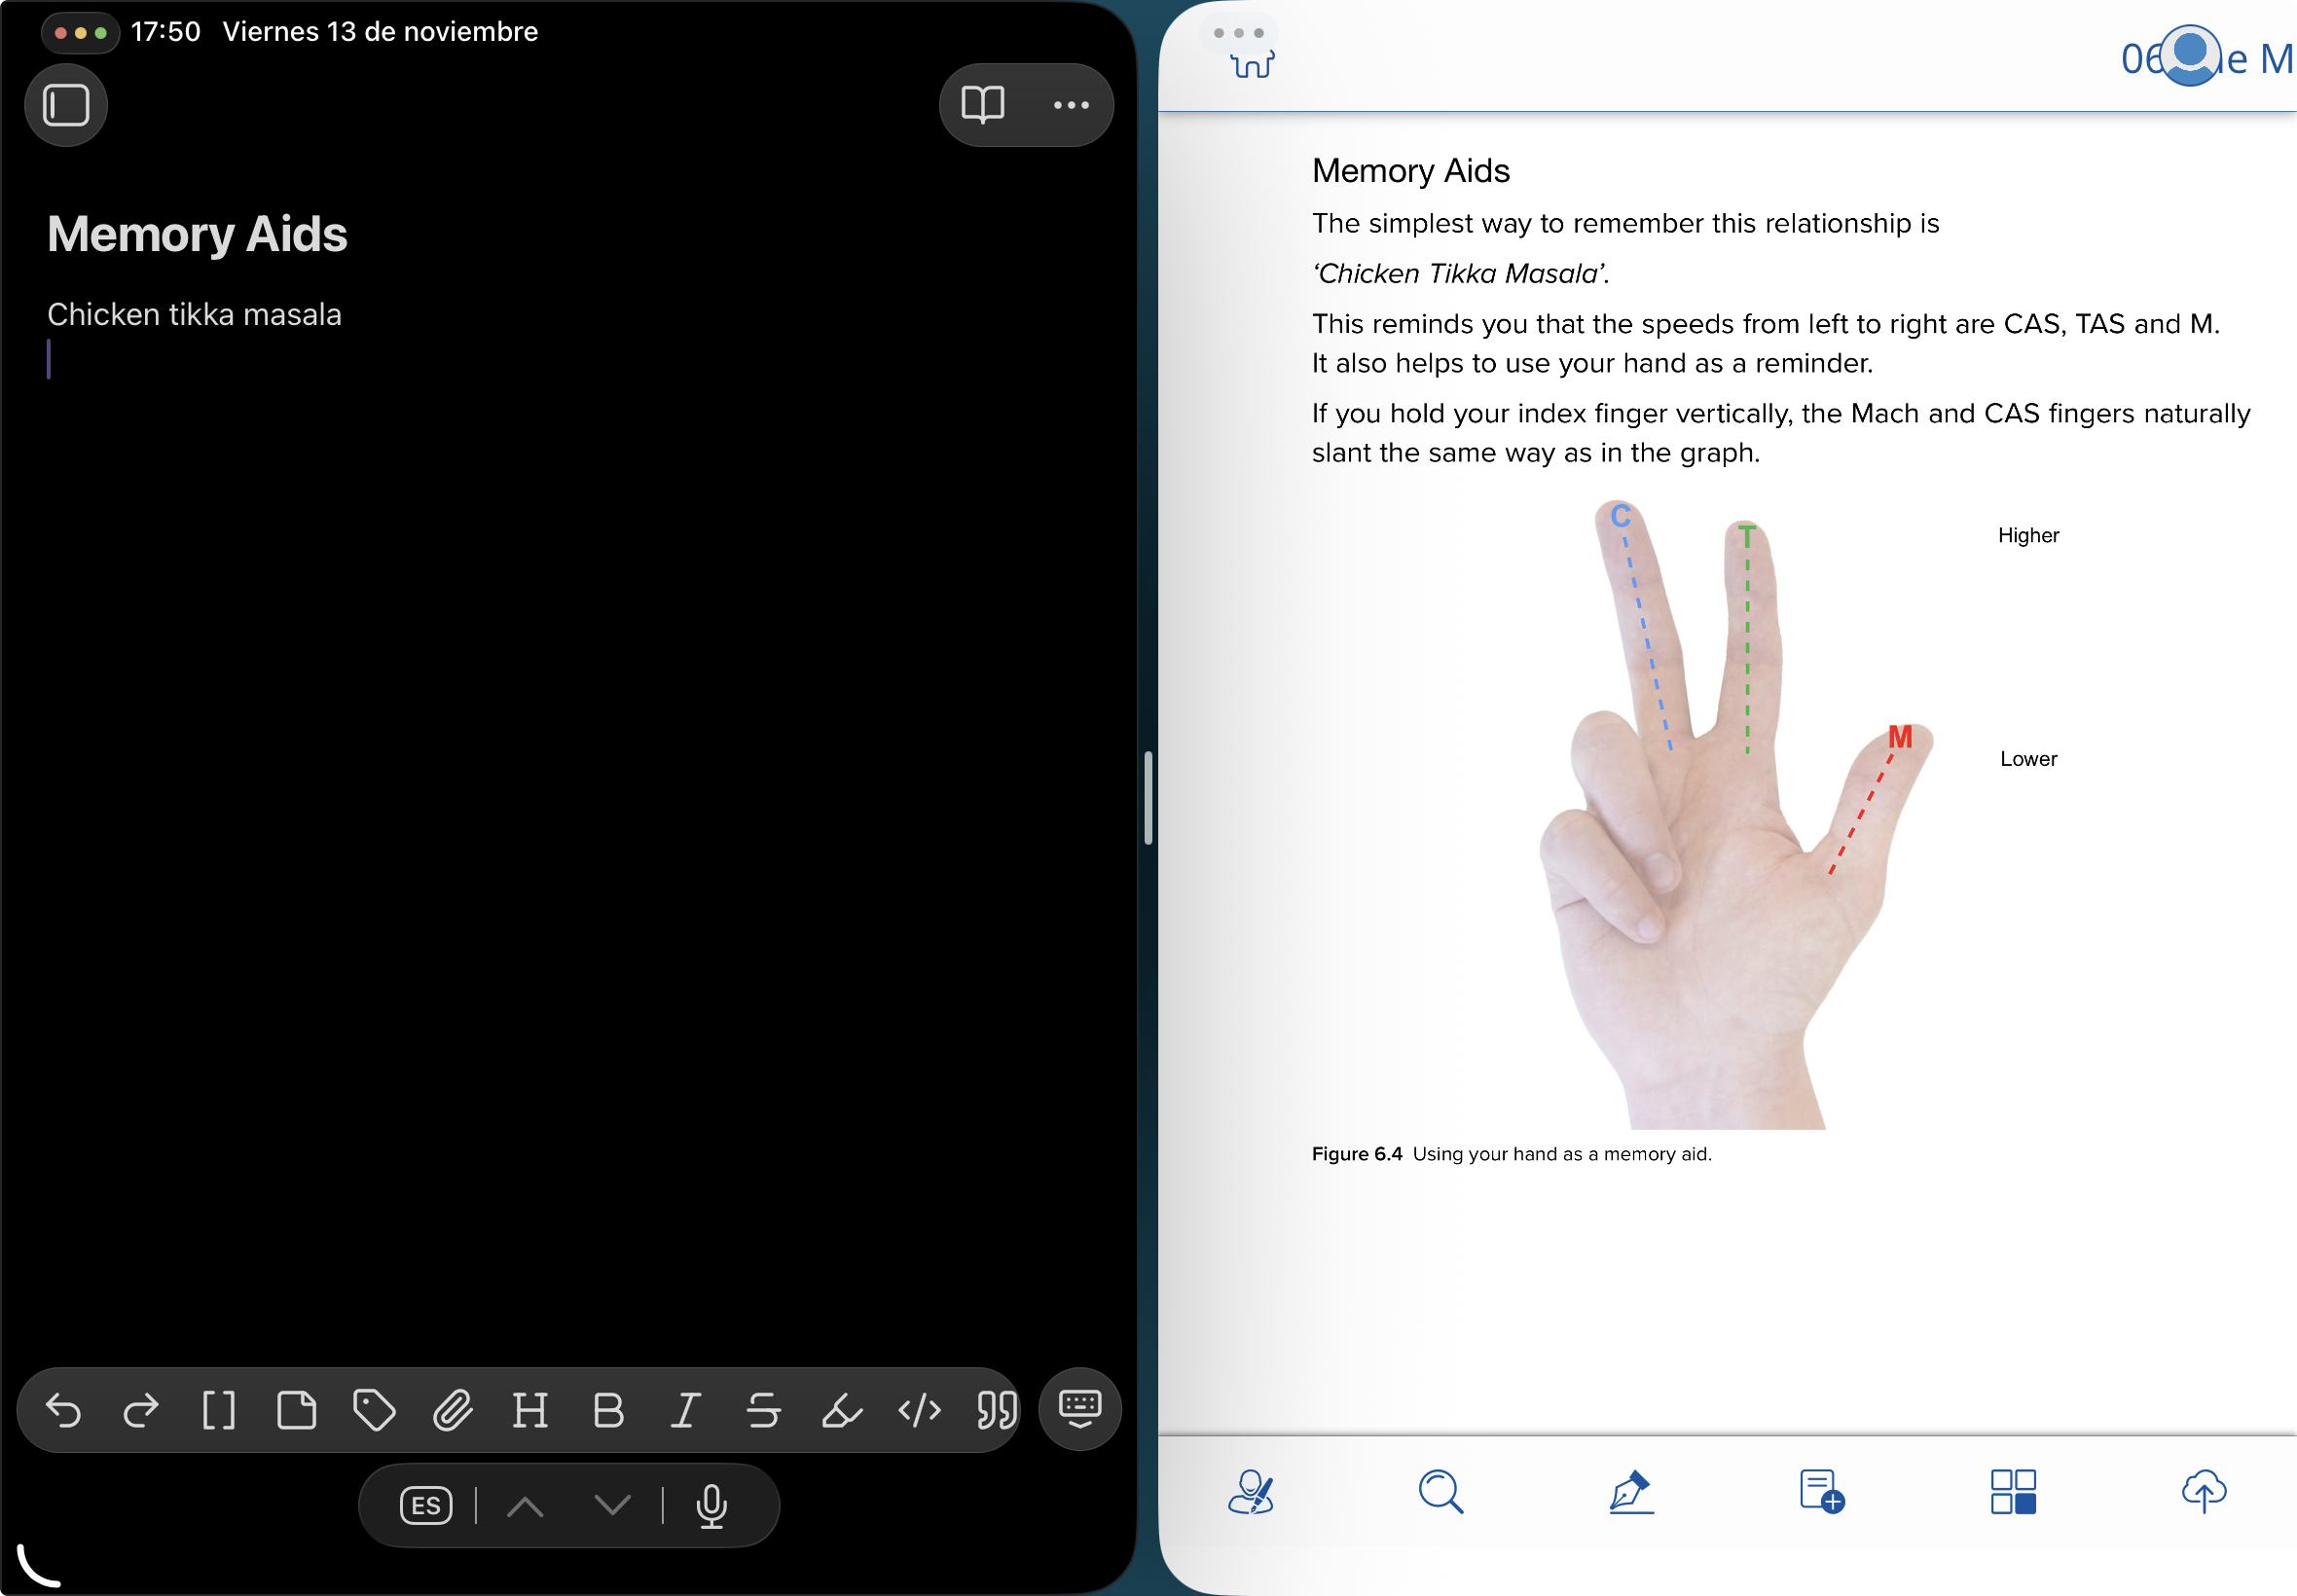 17:50 Viernes 13 de noviembre
Memory Aids
Chicken tikka masala
ES
Memory Aids
The simplest way to remember this relationship is
‘Chicken Tikka Masala’.
This reminds you that the speeds from left to right are CAS, TAS and M.
It also helps to use your hand as a reminder.
If you hold your index finger vertically, the Mach and CAS fingers naturally
slant the same way as in the graph.
C
T
Higher
M
Lower
Figure 6.4 Using your hand as a memory aid.